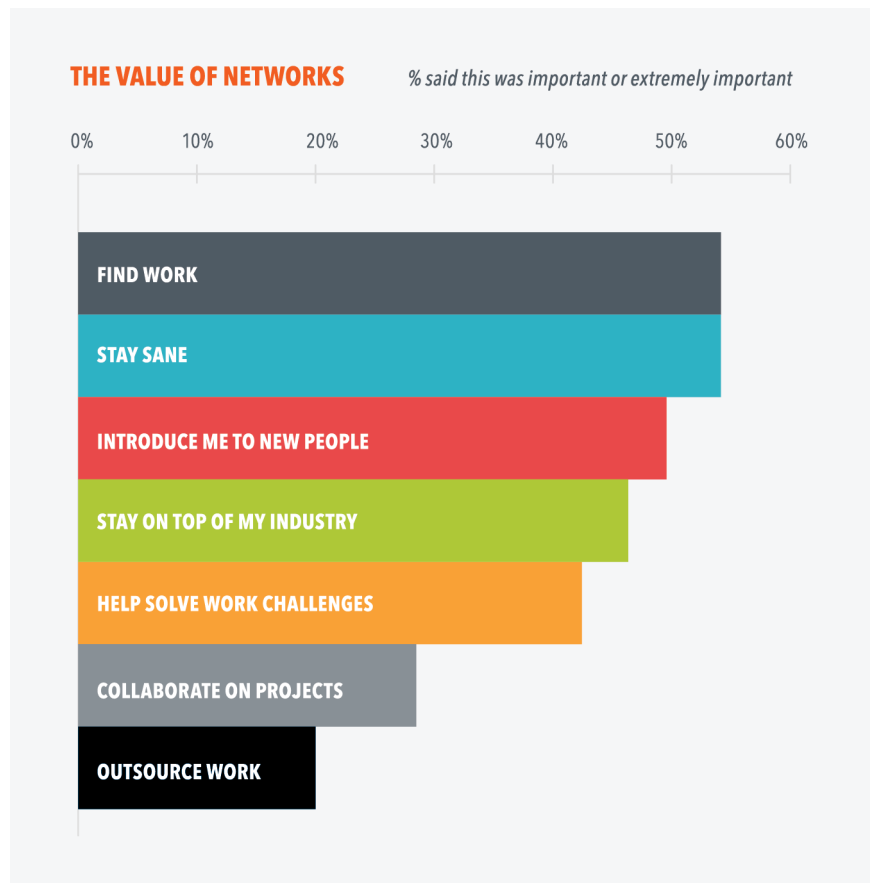 THE VALUE OF NETWORKS % said this was important or extremely important
0% 10% 20% 30% 40% 50% 60%
FIND WORK
STAY SANE
INTRODUCE ME TO NEW PEOPLE
STAY ON TOP OF MY INDUSTRY
HELP SOLVE WORK CHALLENGES
COLLABORATE ON PROJECTS
OUTSOURCE WORK